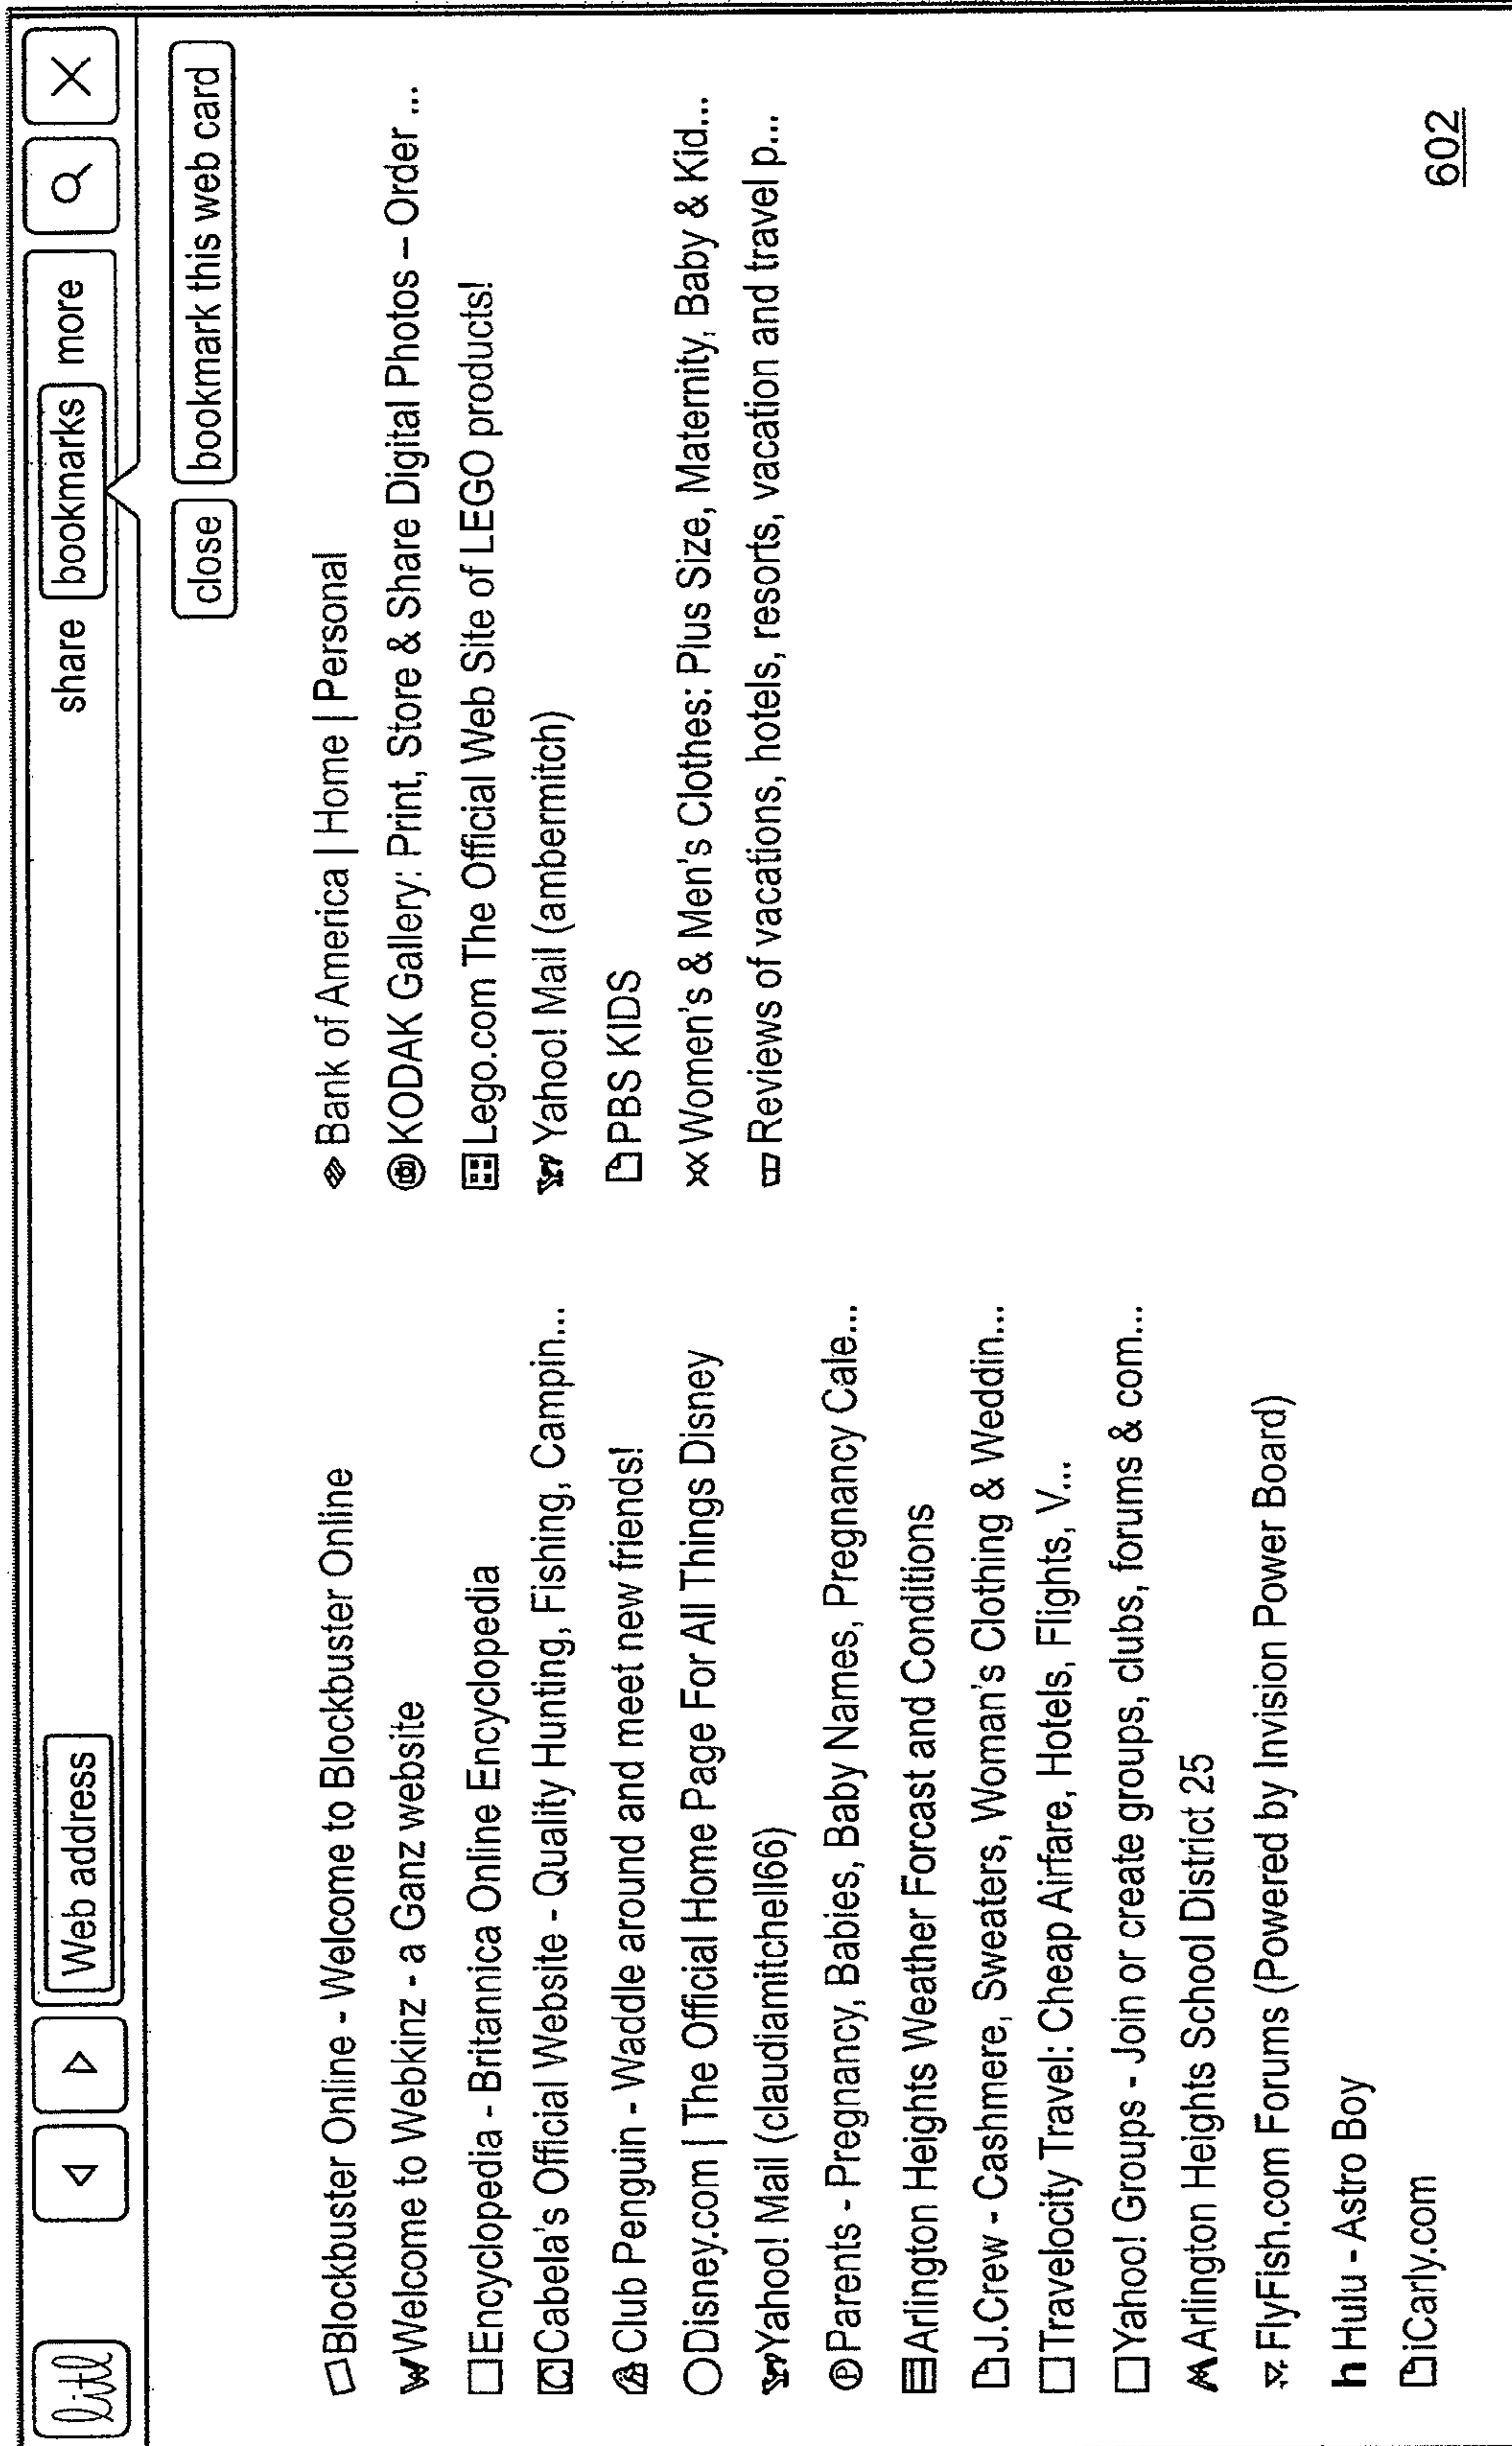 litl
Web address
share bookmarks more
close bookmark this web card
Blockbuster Online - Welcome to Blockbuster Online
Welcome to Webkinz - a Ganz website
Encyclopedia - Britannica Online Encyclopedia
Cabela's Official Website - Quality Hunting, Fishing, Campin...
Club Penguin - Waddle around and meet new friends!
Disney.com | The Official Home Page For All Things Disney
Yahoo! Mail (claudiamitchell66)
Parents - Pregnancy, Babies, Baby Names, Pregnancy Cale...
Arlington Heights Weather Forcast and Conditions
J.Crew - Cashmere, Sweaters, Woman's Clothing & Weddin...
Travelocity Travel: Cheap Airfare, Hotels, Flights, V...
Yahoo! Groups - Join or create groups, clubs, forums & com...
Arlington Heights School District 25
FlyFish.com Forums (Powered by Invision Power Board)
h Hulu - Astro Boy
iCarly.com
Bank of America | Home | Personal
KODAK Gallery: Print, Store & Share Digital Photos – Order ...
Lego.com The Official Web Site of LEGO products!
Yahoo! Mail (ambermitch)
PBS KIDS
Women's & Men's Clothes: Plus Size, Maternity, Baby & Kid...
Reviews of vacations, hotels, resorts, vacation and travel p...
602